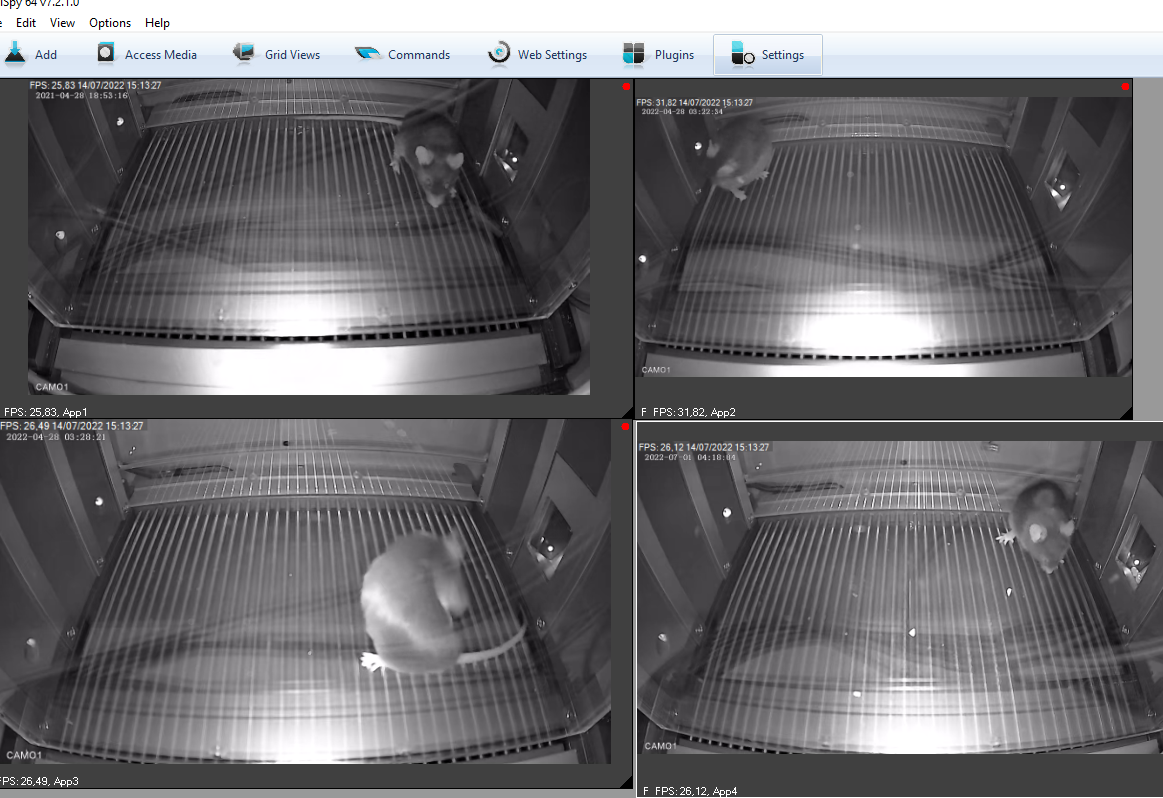 iSpy 64 v7.2.1.0
e Edit View Options Help
Add Access Media Grid Views Commands Web Settings Plugins Settings
FPS: 25,83 14/07/2022 15:13:27
2021-04-28 18:53:16
CAM01
FPS: 25,83, App1
FPS: 31,82 14/07/2022 15:13:27
2022-04-28 03:22:34
CAM01
F FPS: 31,82, App2
FPS: 26,49 14/07/2022 15:13:27
2022-04-28 03:28:21
CAM01
FPS: 26,49, App3
FPS: 26,12 14/07/2022 15:13:27
2022-07-01 04:18:04
CAM01
F FPS: 26,12, App4